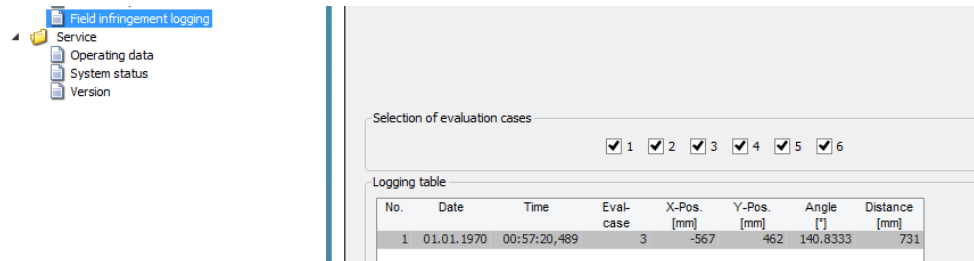 Field infringement logging
Service
Operating data
System status
Version
Selection of evaluation cases
1 2 3 4 5 6
Logging table
No. Date Time Eval- X-Pos. Y-Pos. Angle Distance
case [mm] [mm] [°] [mm]
1 01.01.1970 00:57:20,489 3 -567 462 140.8333 731